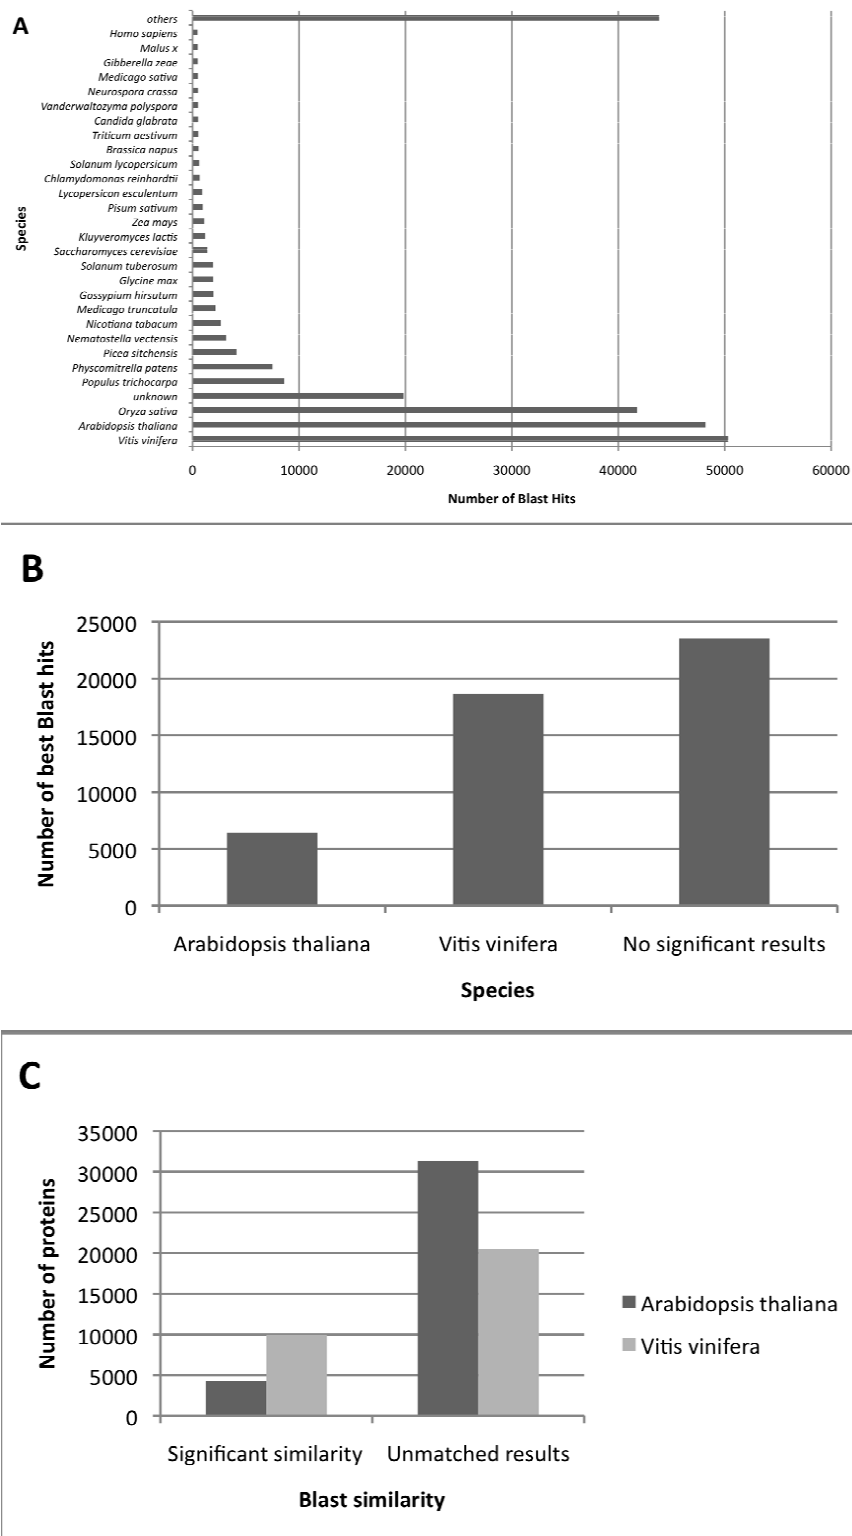 A
others
Homo sapiens
Malus x
Gibberella zeae
Medicago sativa
Neurospora crassa
Vanderwaltozyma polyspora
Candida glabrata
Triticum aestivum
Brassica napus
Solanum lycopersicum
Chlamydomonas reinhardtii
Lycopersicon esculentum
Pisum sativum
Zea mays
Kluyveromyces lactis
Saccharomyces cerevisiae
Solanum tuberosum
Glycine max
Gossypium hirsutum
Medicago truncatula
Nicotiana tabacum
Nematostella vectensis
Picea sitchensis
Physcomitrella patens
Populus trichocarpa
unknown
Oryza sativa
Arabidopsis thaliana
Vitis vinifera
Species
0 10000 20000 30000 40000 50000 60000
Number of Blast Hits
B
Number of best Blast hits
25000
20000
15000
10000
5000
0
Arabidopsis thaliana Vitis vinifera No significant results
Species
C
Number of proteins
35000
30000
25000
20000
15000
10000
5000
0
Significant similarity Unmatched results
Blast similarity
Arabidopsis thaliana
Vitis vinifera